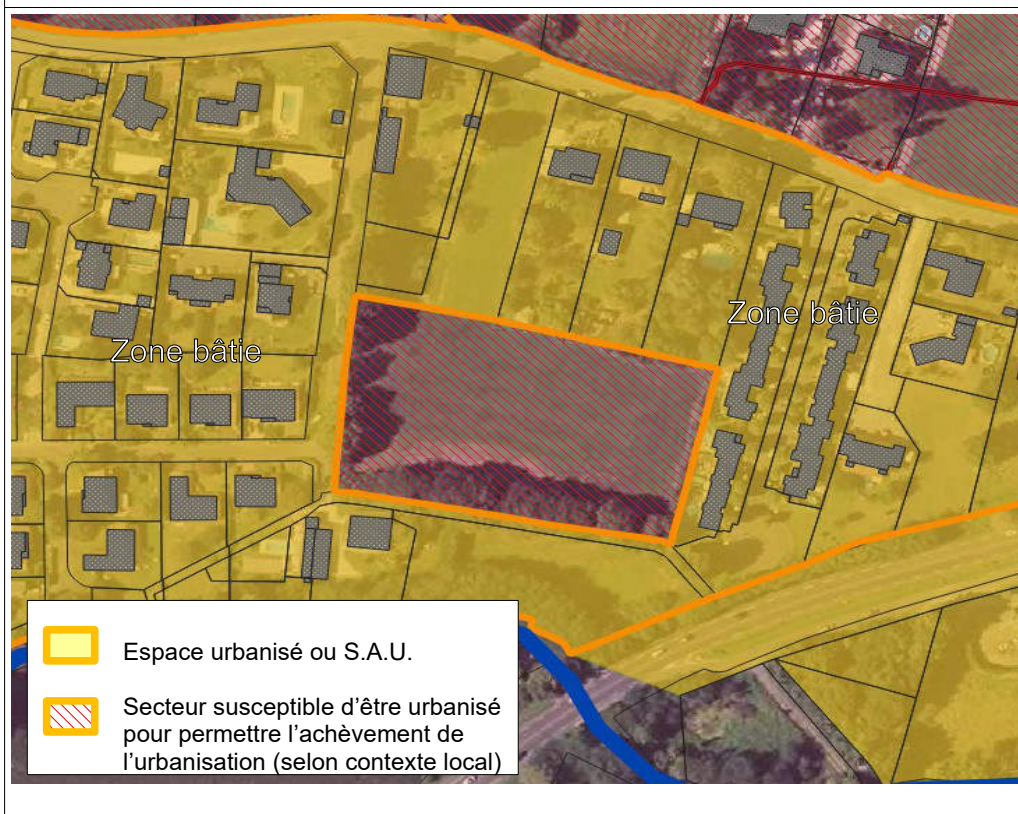 Zone bâtie
Zone bâtie
Espace urbanisé ou S.A.U.
Secteur susceptible d’être urbanisé
pour permettre l’achèvement de
l’urbanisation (selon contexte local)